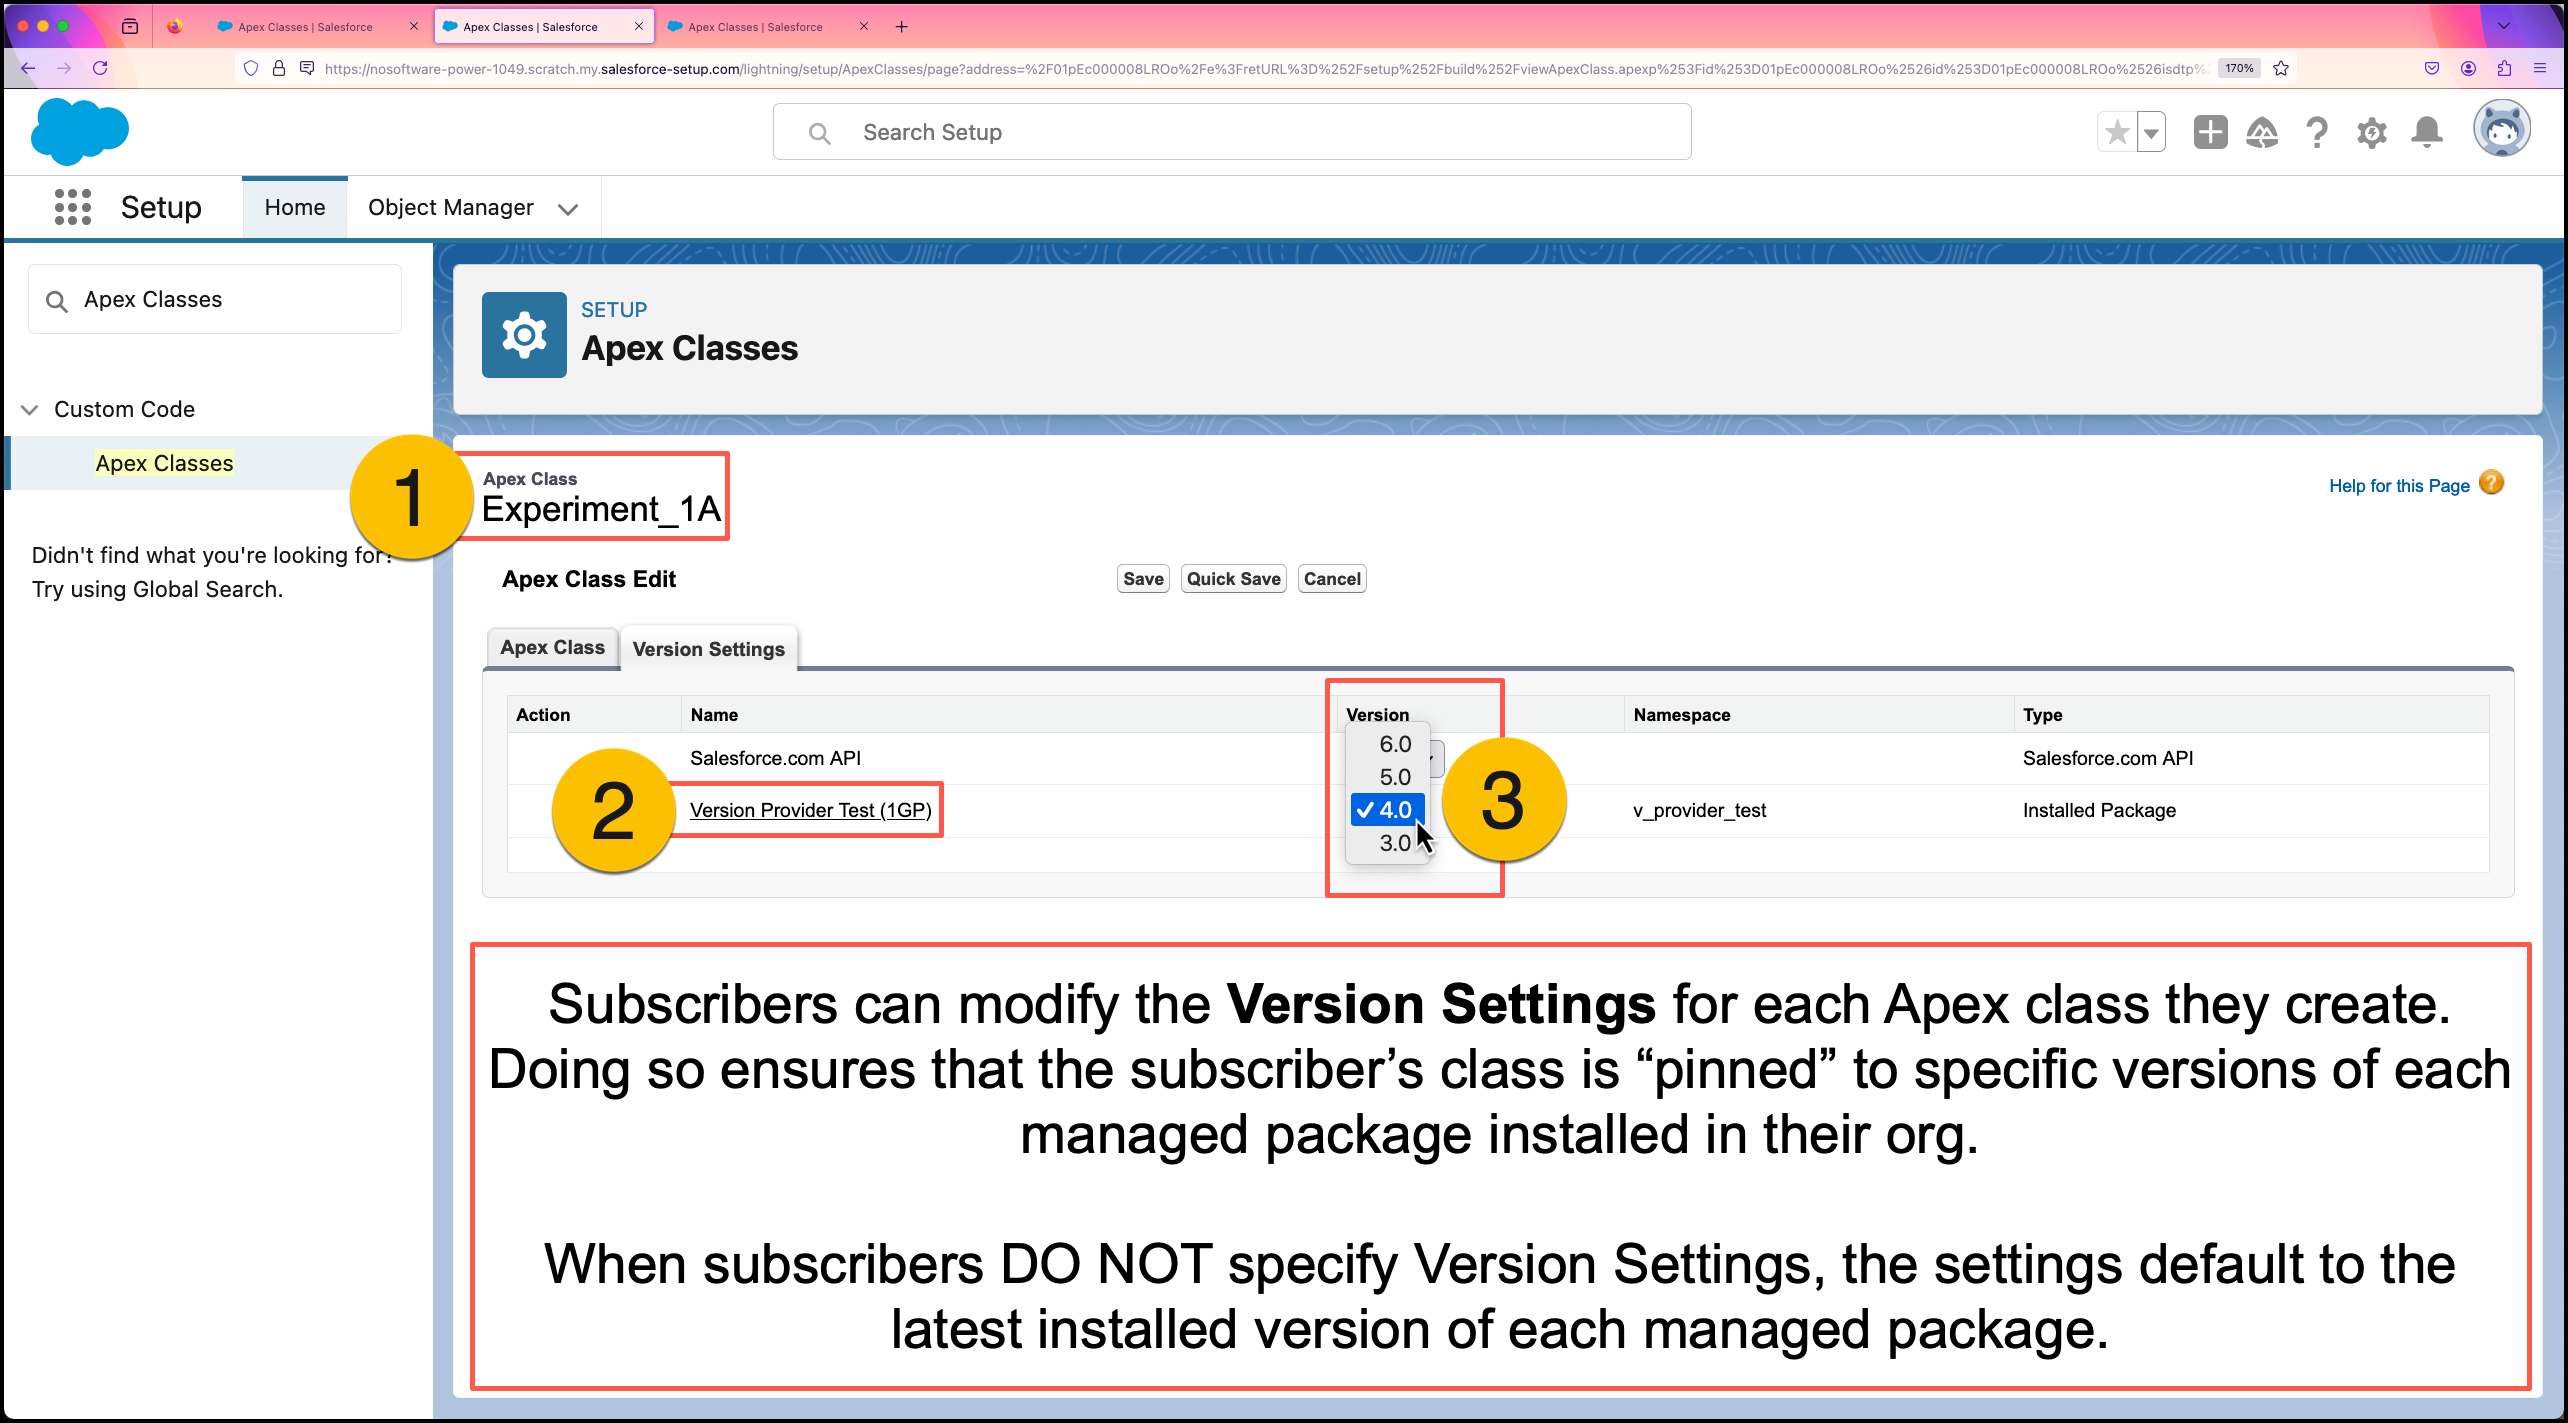 Apex Classes | Salesforce
Apex Classes | Salesforce
Apex Classes | Salesforce
https://nosoftware-power-1049.scratch.my.salesforce-setup.com/lightning/setup/ApexClasses/page?address=%2F01pEc000008LROo%2Fe%3FretURL%3D%252Fsetup%252Fbuild%252FviewApexClass.apexp%253Fid%253D01pEc000008LROo%2526id%253D01pEc000008LROo%2526isdtp%
170%
Search Setup
Setup
Home
Object Manager
Apex Classes
Custom Code
Apex Classes
Didn't find what you're looking for?
Try using Global Search.
SETUP
Apex Classes
1
Apex Class
Experiment_1A
Help for this Page
Apex Class Edit
Save
Quick Save
Cancel
Apex Class
Version Settings
Action
Name
Version
Namespace
Type
Salesforce.com API
Salesforce.com API
2
Version Provider Test (1GP)
6.0
5.0
4.0
3.0
3
v_provider_test
Installed Package
Subscribers can modify the Version Settings for each Apex class they create.
Doing so ensures that the subscriber’s class is “pinned” to specific versions of each
managed package installed in their org.
When subscribers DO NOT specify Version Settings, the settings default to the
latest installed version of each managed package.